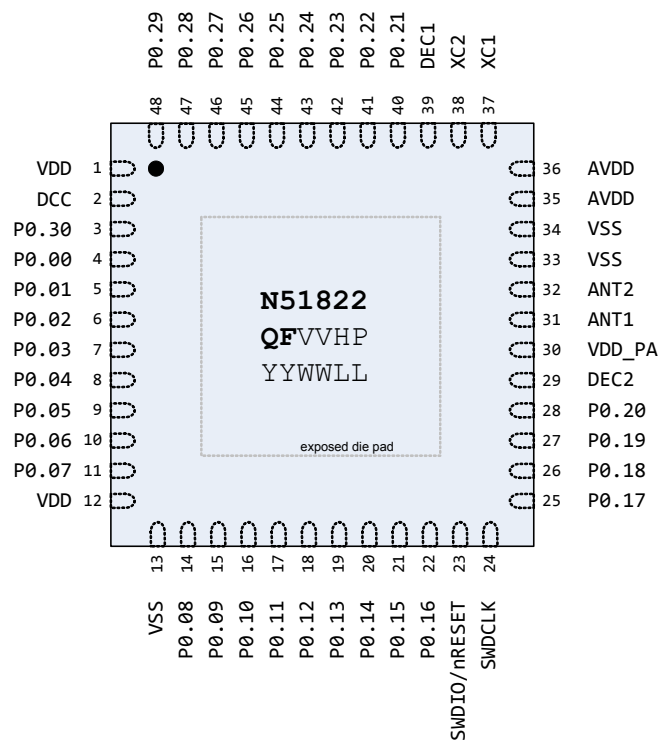 P0.29 P0.28 P0.27 P0.26 P0.25 P0.24 P0.23 P0.22 P0.21 DEC1 XC2 XC1
48 47 46 45 44 43 42 41 40 39 38 37
VDD 1
DCC 2
P0.30 3
P0.00 4
P0.01 5
P0.02 6
P0.03 7
P0.04 8
P0.05 9
P0.06 10
P0.07 11
VDD 12
N51822
QFVVHP
YYWWLL
exposed die pad
36 AVDD
35 AVDD
34 VSS
33 VSS
32 ANT2
31 ANT1
30 VDD_PA
29 DEC2
28 P0.20
27 P0.19
26 P0.18
25 P0.17
13 14 15 16 17 18 19 20 21 22 23 24
VSS P0.08 P0.09 P0.10 P0.11 P0.12 P0.13 P0.14 P0.15 P0.16 SWDIO/nRESET SWDCLK